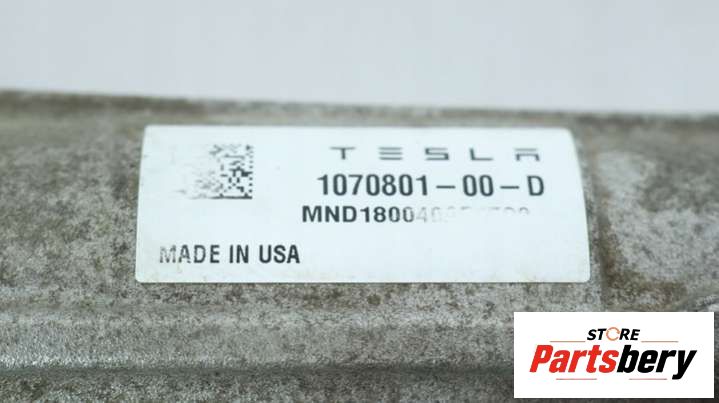 TESLA
1070801-00-D
MADE IN USA
STORE
Partsbery